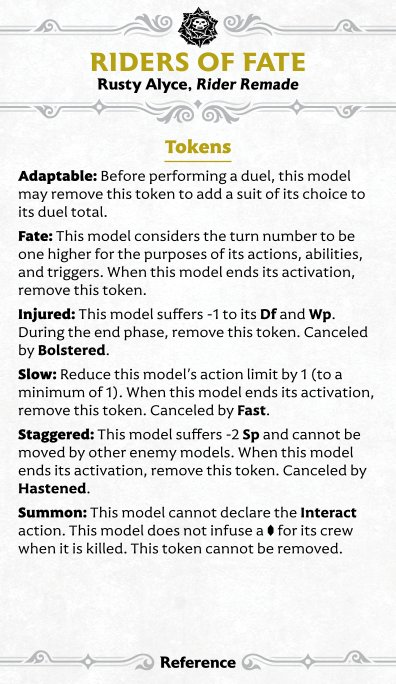 RIDERS OF FATE
Rusty Alyce, Rider Remade
Tokens
Adaptable: Before performing a duel, this model
may remove this token to add a suit of its choice to
its duel total.
Fate: This model considers the turn number to be
one higher for the purposes of its actions, abilities,
and triggers. When this model ends its activation,
remove this token.
Injured: This model suffers -1 to its Df and Wp.
During the end phase, remove this token. Canceled
by Bolstered.
Slow: Reduce this model's action limit by 1 (to a
minimum of 1). When this model ends its activation,
remove this token. Canceled by Fast.
Staggered: This model suffers -2 Sp and cannot be
moved by other enemy models. When this model
ends its activation, remove this token. Canceled by
Hastened.
Summon: This model cannot declare the Interact
action. This model does not infuse a for its crew
when it is killed. This token cannot be removed.
Reference